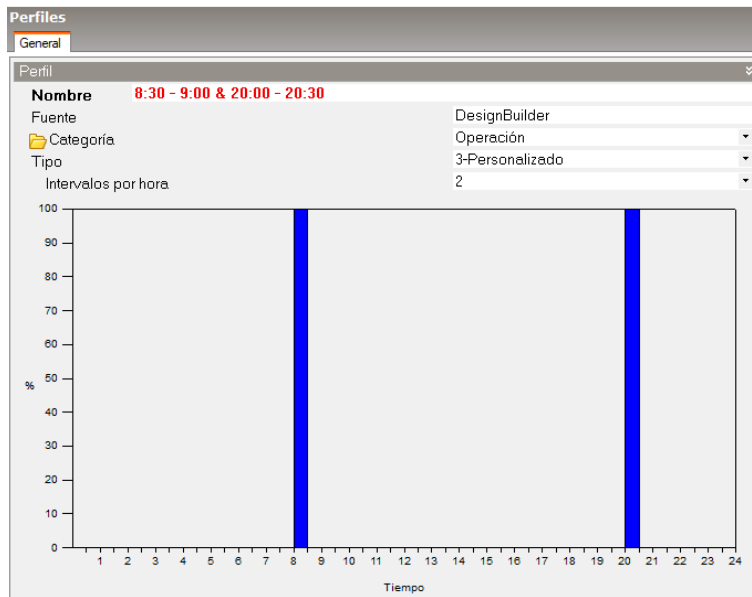 Perfiles
General
Perfil
Nombre 8:30 - 9:00 & 20:00 - 20:30
Fuente DesignBuilder
Categoría Operación
Tipo 3-Personalizado
Intervalos por hora 2
100
90
80
70
60
50
40
30
20
10
0
%
1 2 3 4 5 6 7 8 9 10 11 12 13 14 15 16 17 18 19 20 21 22 23 24
Tiempo